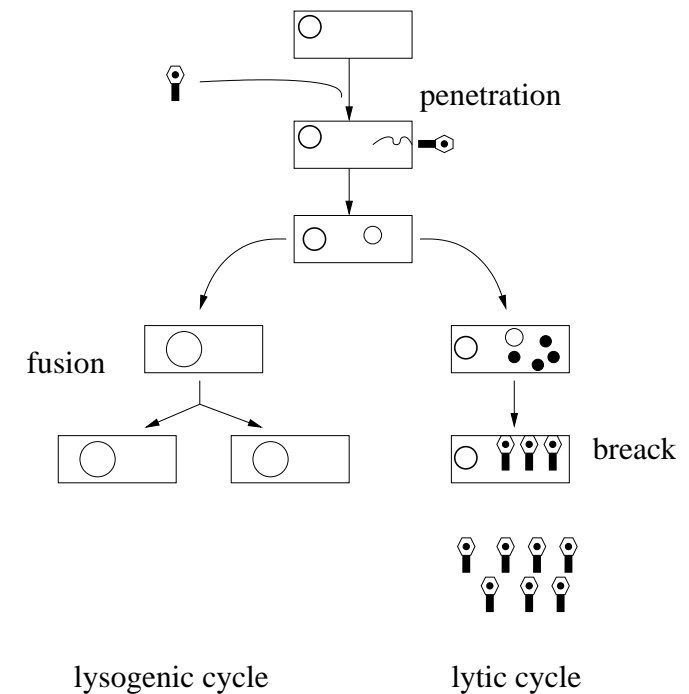 penetration
fusion
breack
lysogenic cycle
lytic cycle